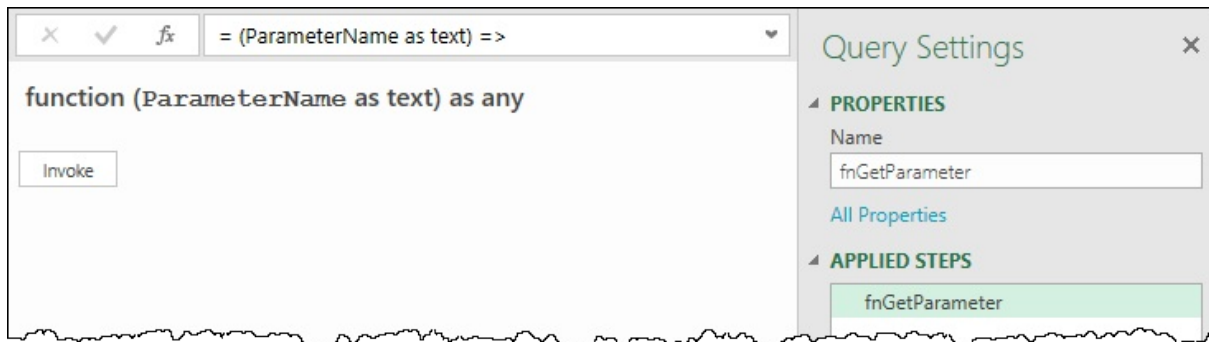 fx
= (ParameterName as text) =>
function (ParameterName as text) as any
Invoke
Query Settings
PROPERTIES
Name
fnGetParameter
All Properties
APPLIED STEPS
fnGetParameter